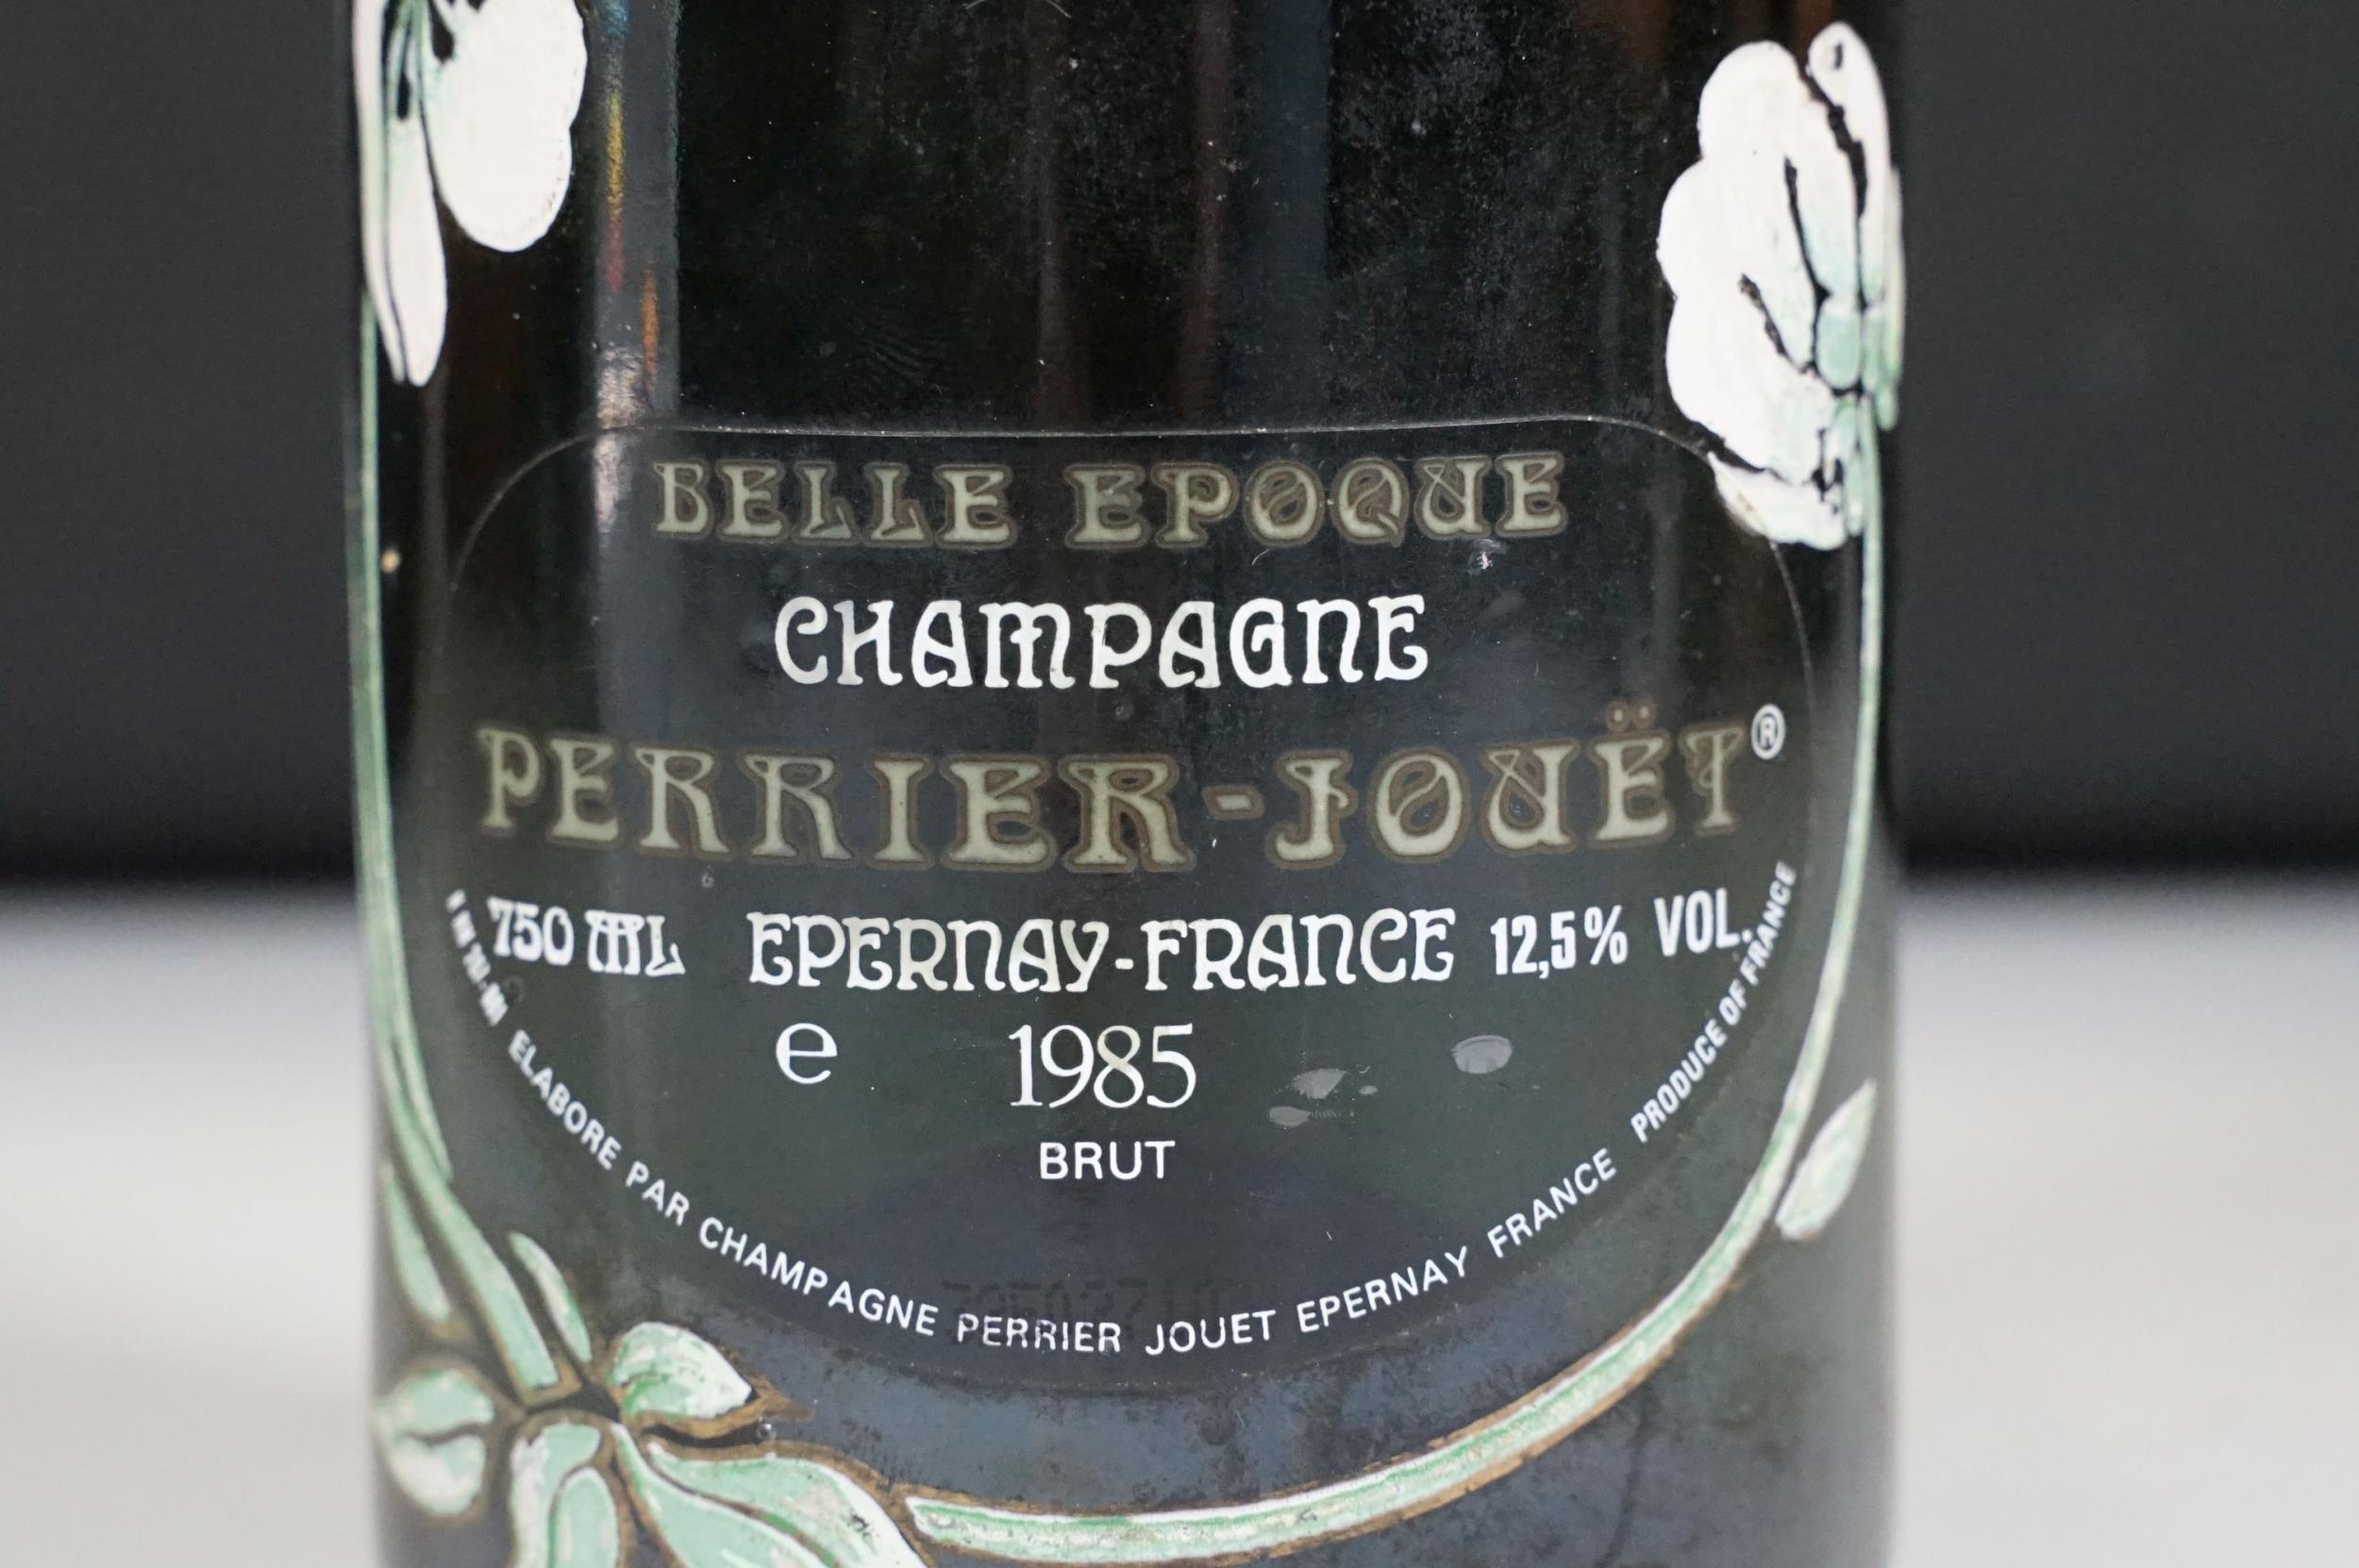 BELLE EPOQUE
CHAMPAGNE
PERRIER-JOUËT®
750 ML EPERNAY-FRANCE 12,5% VOL.
e 1985
BRUT
ELABORE PAR CHAMPAGNE PERRIER JOUET EPERNAY FRANCE PRODUCE OF FRANCE